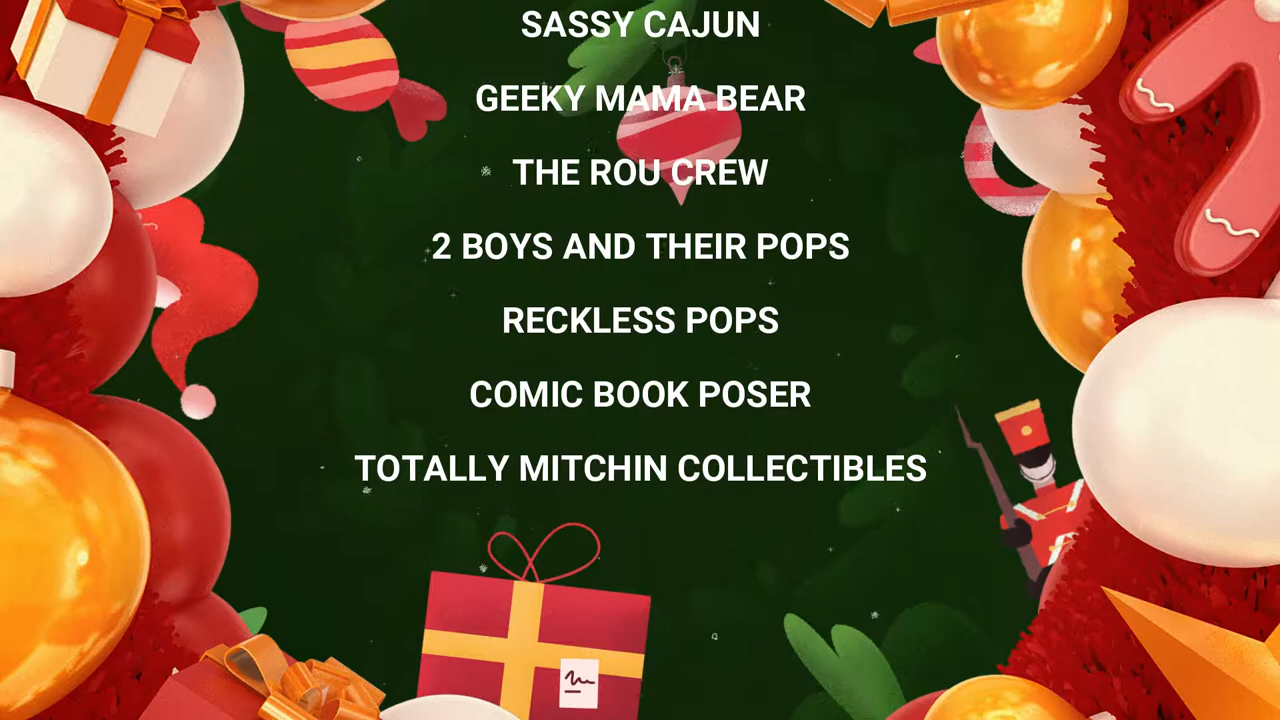 SASSY CAJUN
GEEKY MAMA BEAR
THE ROU CREW
2 BOYS AND THEIR POPS
RECKLESS POPS
COMIC BOOK POSER
TOTALLY MITCHIN COLLECTIBLES